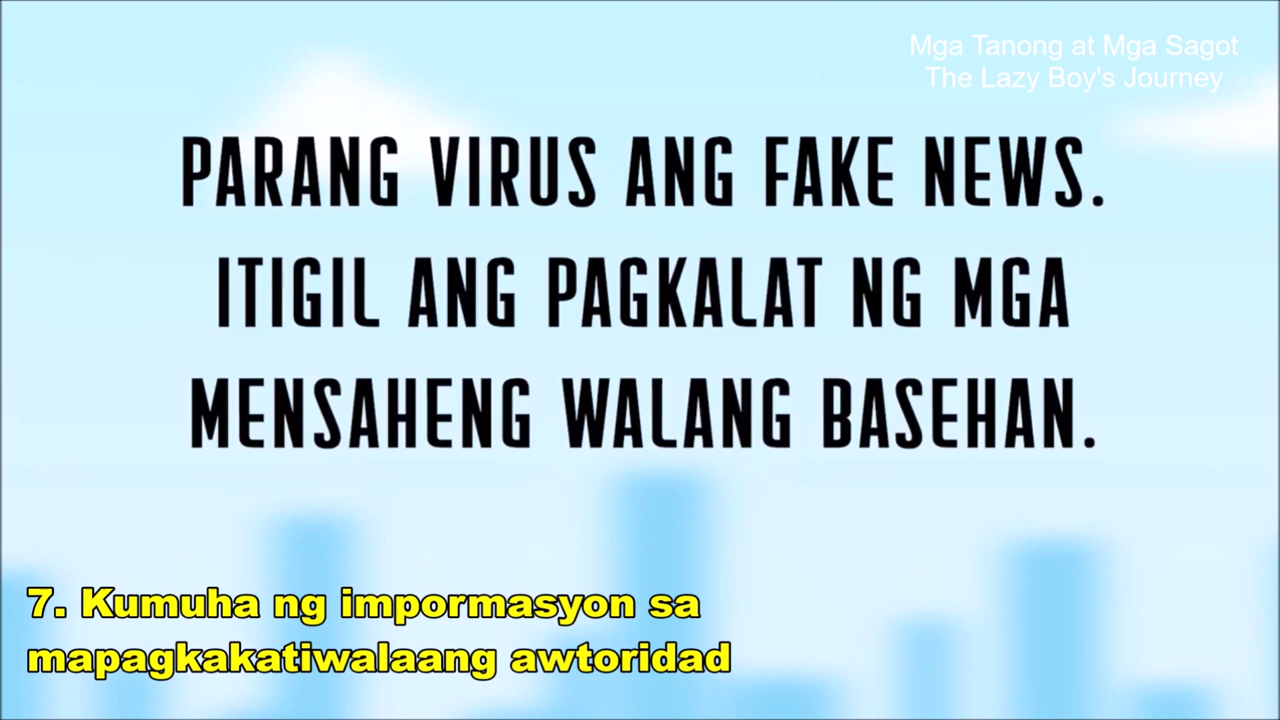 Mga Tanong at Mga Sagot
The Lazy Boy's Journey
PARANG VIRUS ANG FAKE NEWS.
ITIGIL ANG PAGKALAT NG MGA
MENSAHENG WALANG BASEHAN.
7. Kumuha ng impormasyon sa
mapagkakatiwalaang awtoridad